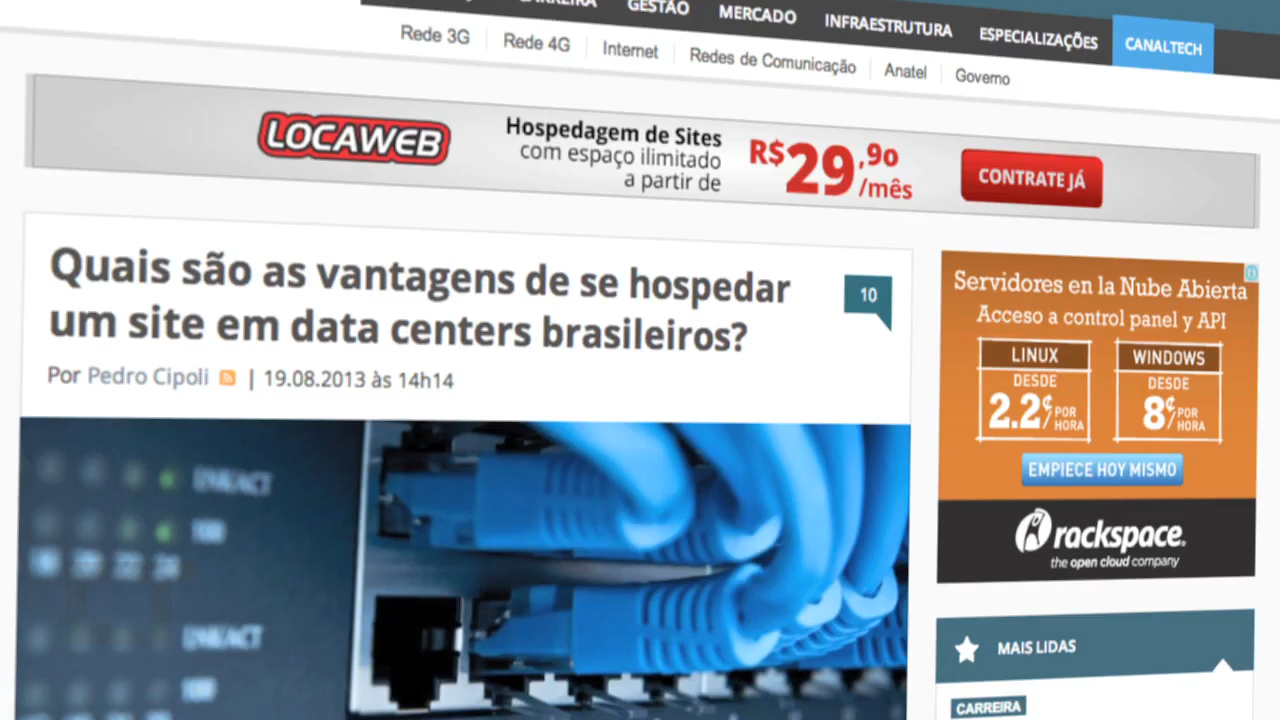 GESTÃO
MERCADO
INFRAESTRUTURA
ESPECIALIZAÇÕES
CANALTECH
Rede 3G
Rede 4G
Internet
Redes de Comunicação
Anatel
Governo
LOCAWEB
Hospedagem de Sites
com espaço ilimitado
a partir de
R$29,90
/mês
CONTRATE JÁ
Quais são as vantagens de se hospedar
um site em data centers brasileiros?
10
Por Pedro Cipoli | 19.08.2013 às 14h14
Servidores en la Nube Abierta
Acceso a control panel y API
LINUX
DESDE
2.2¢ POR HORA
WINDOWS
DESDE
8¢ POR HORA
EMPIECE HOY MISMO
rackspace.
the open cloud company
MAIS LIDAS
CARREIRA